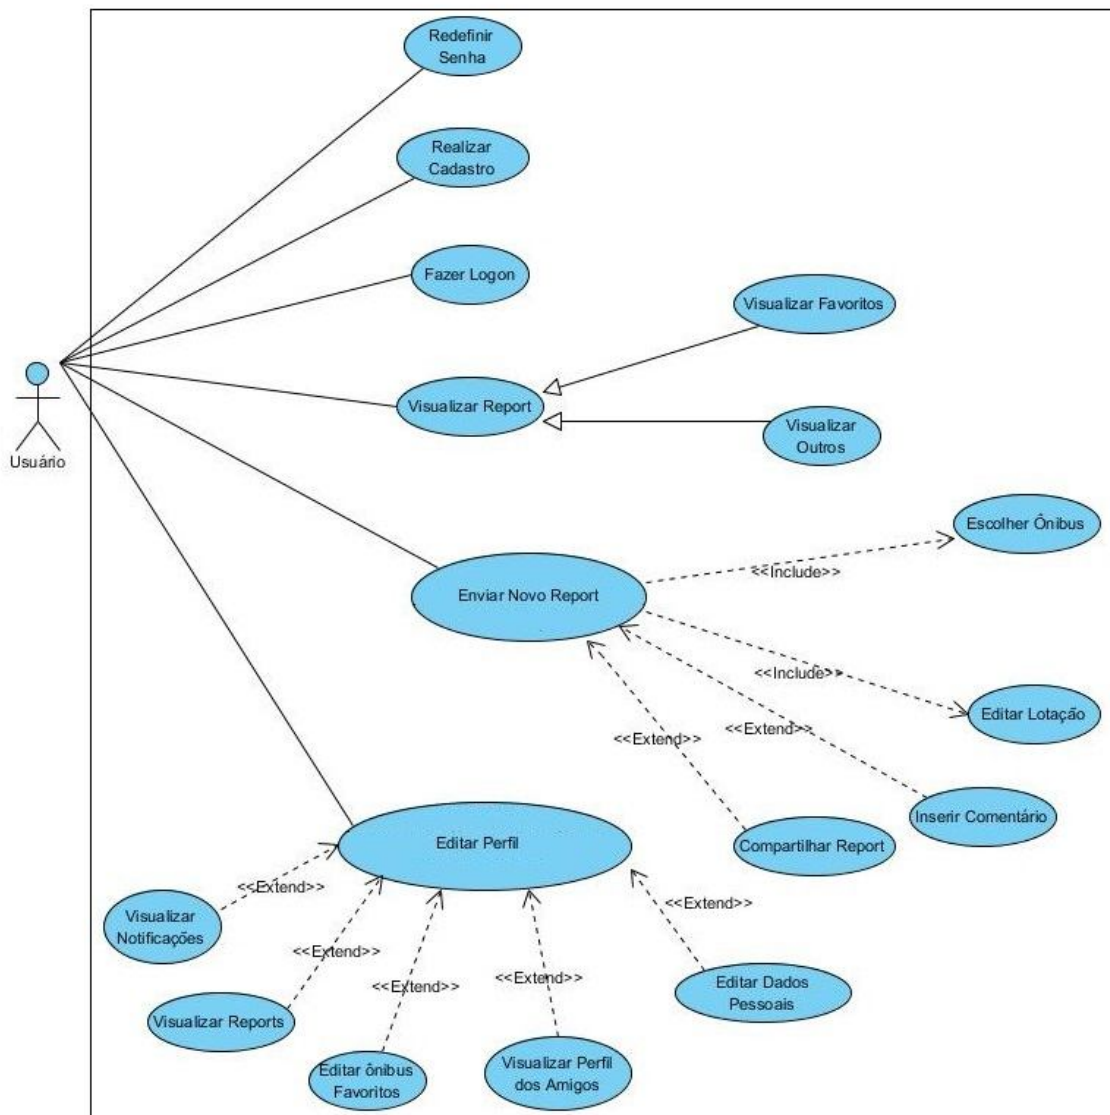 Redefinir
Senha
Realizar
Cadastro
Fazer Logon
Visualizar Favoritos
Visualizar Report
Visualizar
Outros
Usuário
Escolher Ônibus
<<Include>>
Enviar Novo Report
<<Include>>
Editar Lotação
<<Extend>>
<<Extend>>
Inserir Comentário
Compartilhar Report
Editar Perfil
<<Extend>>
<<Extend>>
Visualizar
Notificações
<<Extend>>
<<Extend>>
<<Extend>>
Editar Dados
Pessoais
Visualizar Reports
Editar ônibus
Favoritos
Visualizar Perfil
dos Amigos